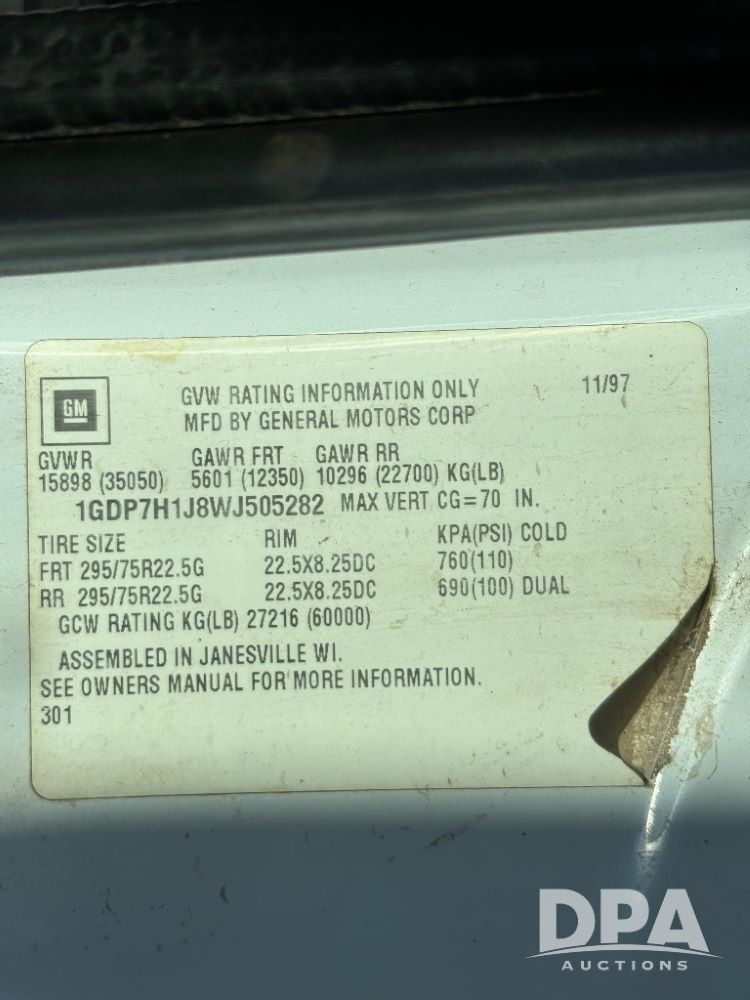 GM
GVW RATING INFORMATION ONLY 11/97
MFD BY GENERAL MOTORS CORP
GVWR GAWR FRT GAWR RR
15898 (35050) 5601 (12350) 10296 (22700) KG(LB)
1GDP7H1J8WJ505282 MAX VERT CG=70 IN.
TIRE SIZE RIM KPA(PSI) COLD
FRT 295/75R22.5G 22.5X8.25DC 760(110)
RR 295/75R22.5G 22.5X8.25DC 690(100) DUAL
GCW RATING KG(LB) 27216 (60000)
ASSEMBLED IN JANESVILLE WI.
SEE OWNERS MANUAL FOR MORE INFORMATION.
301
DPA
AUCTIONS